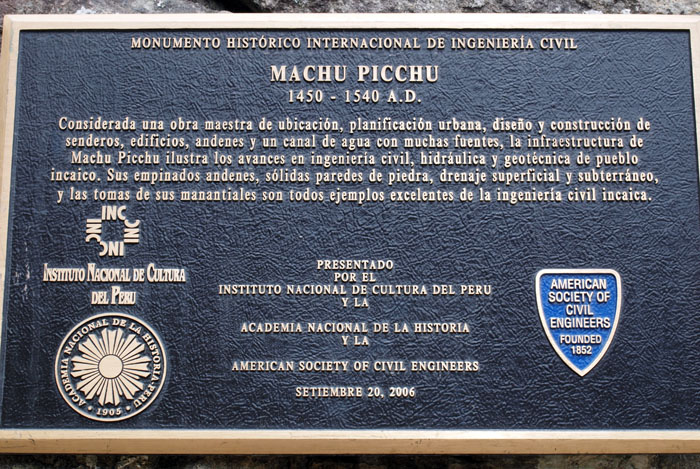 MONUMENTO HISTÓRICO INTERNACIONAL DE INGENIERÍA CIVIL
MACHU PICCHU
1450 - 1540 A.D.
Considerada una obra maestra de ubicación, planificación urbana, diseño y construcción de
senderos, edificios, andenes y un canal de agua con muchas fuentes, la infraestructura de
Machu Picchu ilustra los avances en ingeniería civil, hidráulica y geotécnica de pueblo
incaico. Sus empinados andenes, sólidas paredes de piedra, drenaje superficial y subterráneo,
y las tomas de sus manantiales son todos ejemplos excelentes de la ingeniería civil incaica.
INC
INC
INC
INC
INSTITUTO NACIONAL DE CULTURA
DEL PERU
ACADEMIA NACIONAL DE LA HISTORIA PERU
1905
PRESENTADO
POR EL
INSTITUTO NACIONAL DE CULTURA DEL PERU
Y LA
ACADEMIA NACIONAL DE LA HISTORIA
Y LA
AMERICAN SOCIETY OF CIVIL ENGINEERS
SETIEMBRE 20, 2006
AMERICAN
SOCIETY OF
CIVIL
ENGINEERS
FOUNDED
1852